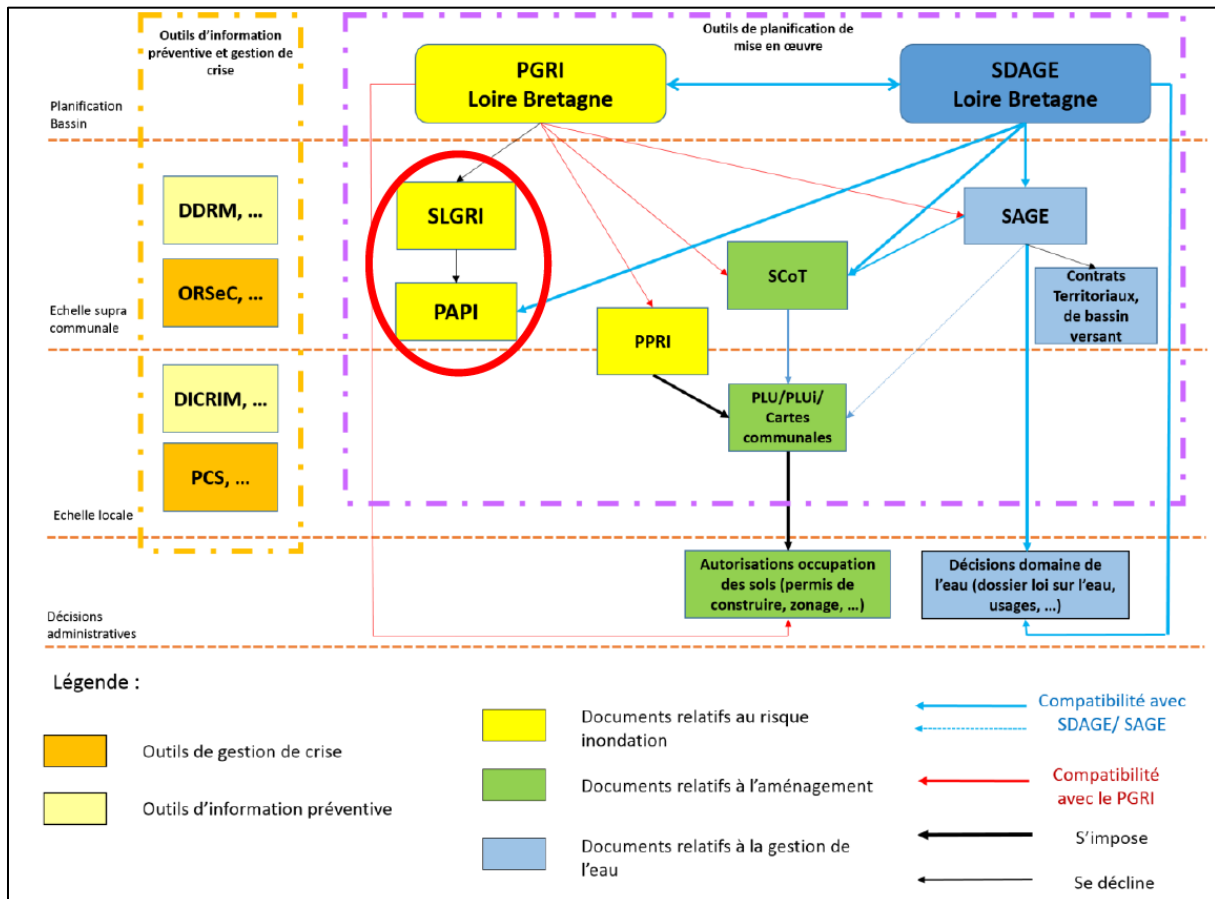 Outils d'information
préventive et gestion de
crise
Outils de planification de
mise en œuvre
PGRI
Loire Bretagne
SDAGE
Loire Bretagne
Planification
Bassin
DDRM, ...
SLGRI
SAGE
ORSeC, ...
PAPI
SCoT
Contrats
Territoriaux,
de bassin
versant
Echelle supra
communale
PPRI
DICRIM, ...
PLU/PLUi/
Cartes
communales
PCS, ...
Echelle locale
Autorisations occupation
des sols (permis de
construire, zonage, ...)
Décisions domaine de
l'eau (dossier loi sur l'eau,
usages, ...)
Décisions
administratives
Légende :
Outils de gestion de crise
Outils d'information préventive
Documents relatifs au risque
inondation
Documents relatifs à l'aménagement
Documents relatifs à la gestion de
l'eau
Compatibilité avec
SDAGE/ SAGE
Compatibilité
avec le PGRI
S'impose
Se décline